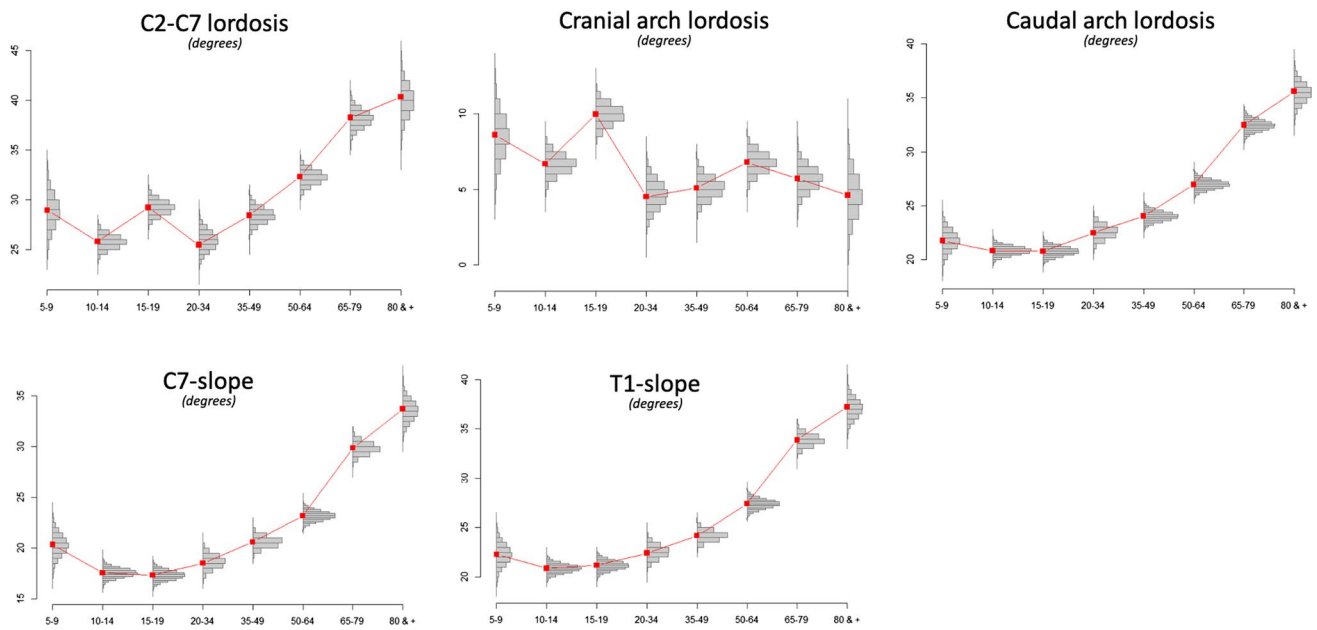 C2-C7 lordosis
(degrees)
45
40
35
30
25
5-9 10-14 15-19 20-34 35-49 50-64 65-79 80 & +
Cranial arch lordosis
(degrees)
10
5
0
5-9 10-14 15-19 20-34 35-49 50-64 65-79 80 & +
Caudal arch lordosis
(degrees)
40
35
30
25
20
5-9 10-14 15-19 20-34 35-49 50-64 65-79 80 & +
C7-slope
(degrees)
35
30
25
20
15
5-9 10-14 15-19 20-34 35-49 50-64 65-79 80 & +
T1-slope
(degrees)
40
35
30
25
20
5-9 10-14 15-19 20-34 35-49 50-64 65-79 80 & +